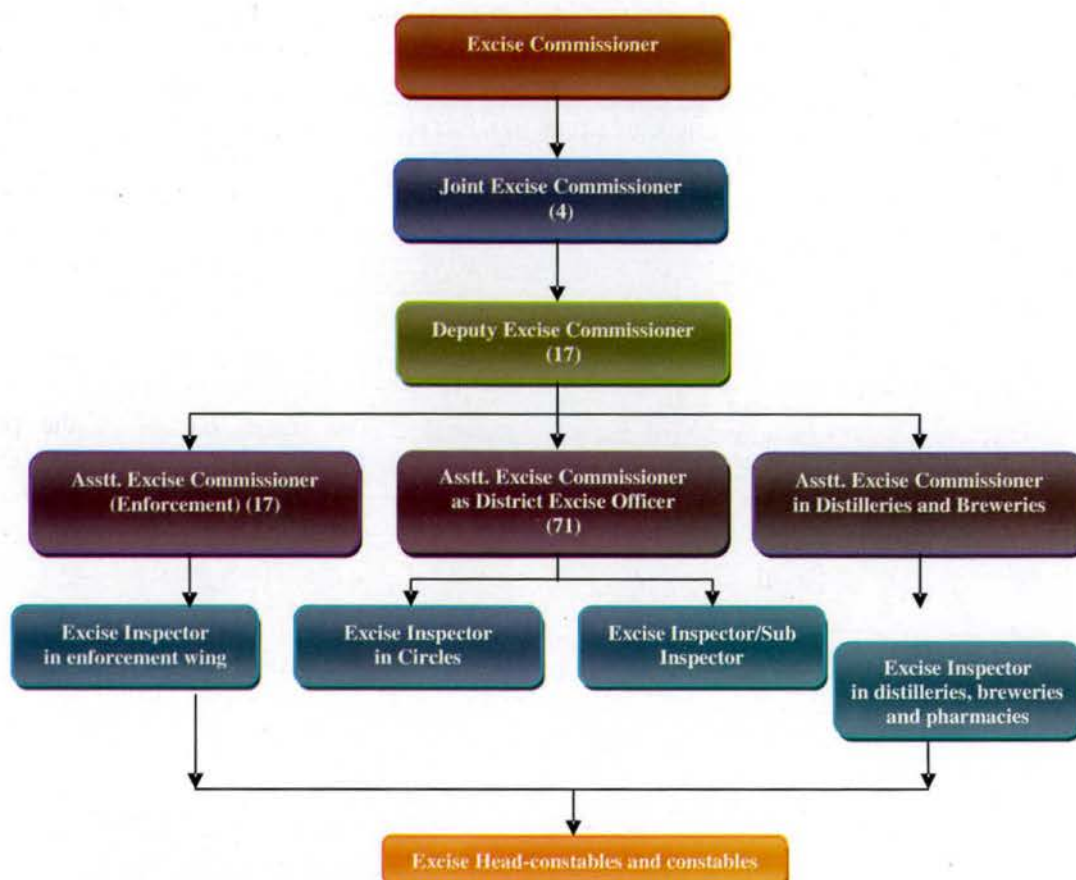 Excise Commissioner
Joint Excise Commissioner
(4)
Deputy Excise Commissioner
(17)
Asstt. Excise Commissioner
(Enforcement) (17)
Asstt. Excise Commissioner
as District Excise Officer
(71)
Asstt. Excise Commissioner
in Distilleries and Breweries
Excise Inspector
in enforcement wing
Excise Inspector
in Circles
Excise Inspector/Sub
Inspector
Excise Inspector
in distilleries, breweries
and pharmacies
Excise Head-constables and constables